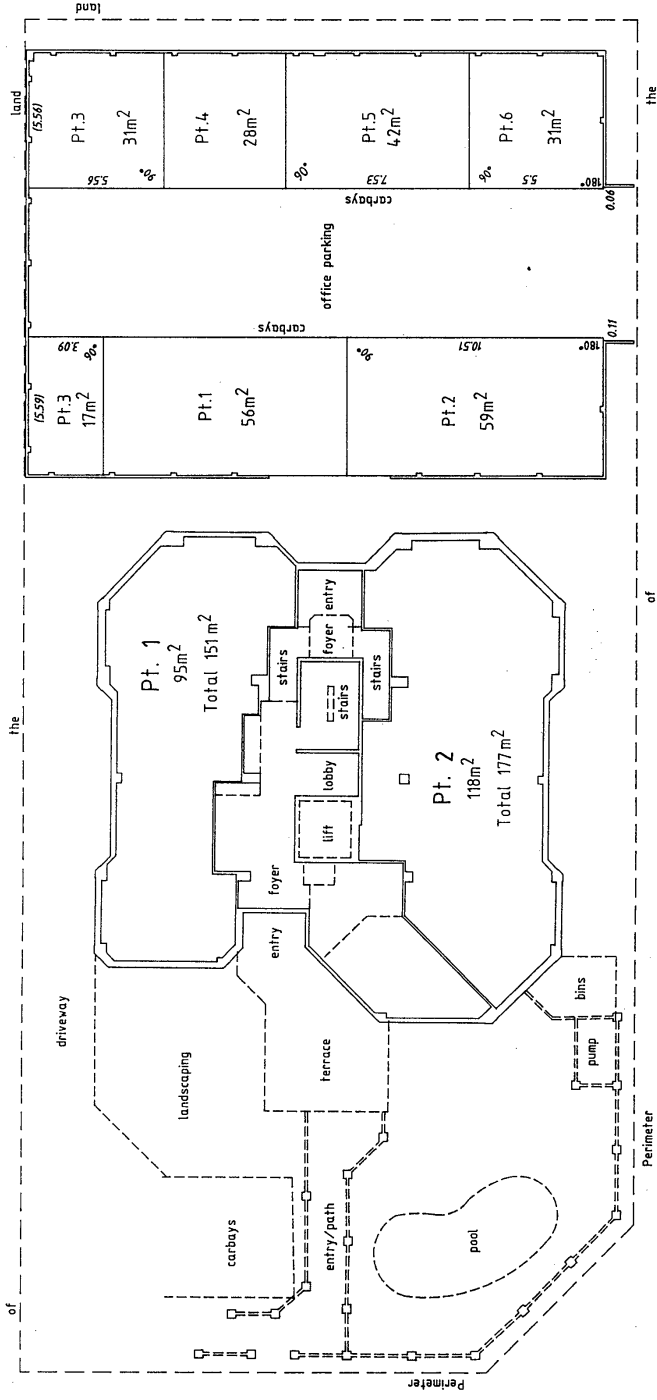 of
the
land
(5.56)
Pt.3
31m²
5.56
90°
Pt.4
28m²
Pt.5
42m²
90°
7.53
Pt.6
31m²
90°
5.5
180°
0.06
carbays
office parking
carbays
3.09
90°
(5.59)
Pt.3
17m²
Pt.1
56m²
Pt.2
59m²
90°
10.51
180°
0.11
Pt. 1
95m²
Total 151m²
stairs
foyer
entry
stairs
stairs
lobby
lift
foyer
entry
Pt. 2
118m²
Total 177m²
driveway
landscaping
terrace
carbays
entry/path
pool
bins
pump
Perimeter
Perimeter
of
the